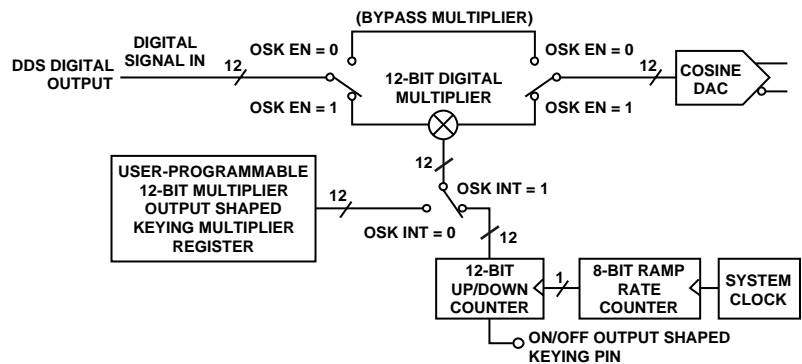 (BYPASS MULTIPLIER)
DIGITAL
SIGNAL IN
OSK EN = 0
OSK EN = 0
DDS DIGITAL
OUTPUT
12
12-BIT DIGITAL
MULTIPLIER
12
COSINE
DAC
OSK EN = 1
OSK EN = 1
12
USER-PROGRAMMABLE
12-BIT MULTIPLIER
OUTPUT SHAPED
KEYING MULTIPLIER
REGISTER
12
OSK INT = 1
OSK INT = 0
12
12-BIT
UP/DOWN
COUNTER
1
8-BIT RAMP
RATE
COUNTER
SYSTEM
CLOCK
ON/OFF OUTPUT SHAPED
KEYING PIN